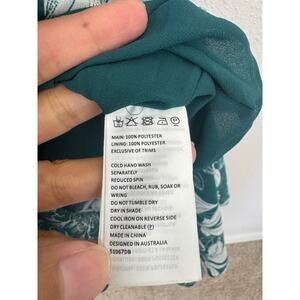 MAIN: 100% POLYESTER
LINING: 100% POLYESTER
EXCLUSIVE OF TRIMS
COLD HAND WASH
SEPARATELY
REDUCED SPIN
DO NOT BLEACH, RUB, SOAK OR
WRING
DO NOT TUMBLE DRY
DRY IN SHADE
COOL IRON ON REVERSE SIDE
DRY CLEANABLE (P)
MADE IN CHINA
DESIGNED IN AUSTRALIA
S1067DB